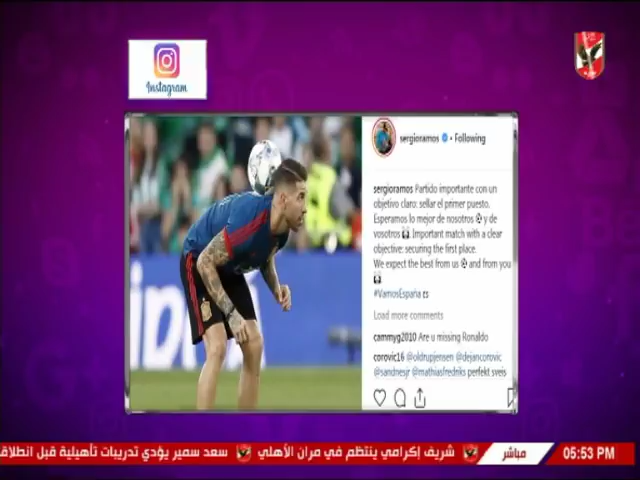 Instagram
sergioramos • Following
sergioramos Partido importante con un
objetivo claro: sellar el primer puesto.
Esperamos lo mejor de nosotros ⚽ y de
vosotros 🙌. Important match with a clear
objective: securing the first place.
We expect the best from us ⚽ and from you
🙌
#VamosEspaña 🇪🇸
Load more comments
cammyg2010 Are u missing Ronaldo
corovic16 @oldrupjensen @dejancorovic
@sandnesjr @mathiasfredriks perfekt sveis
05:53 PM مباشر شريف إكرامي ينتظم في مران الأهلي سعد سمير يؤدي تدريبات تأهيلية قبل انطلاقة